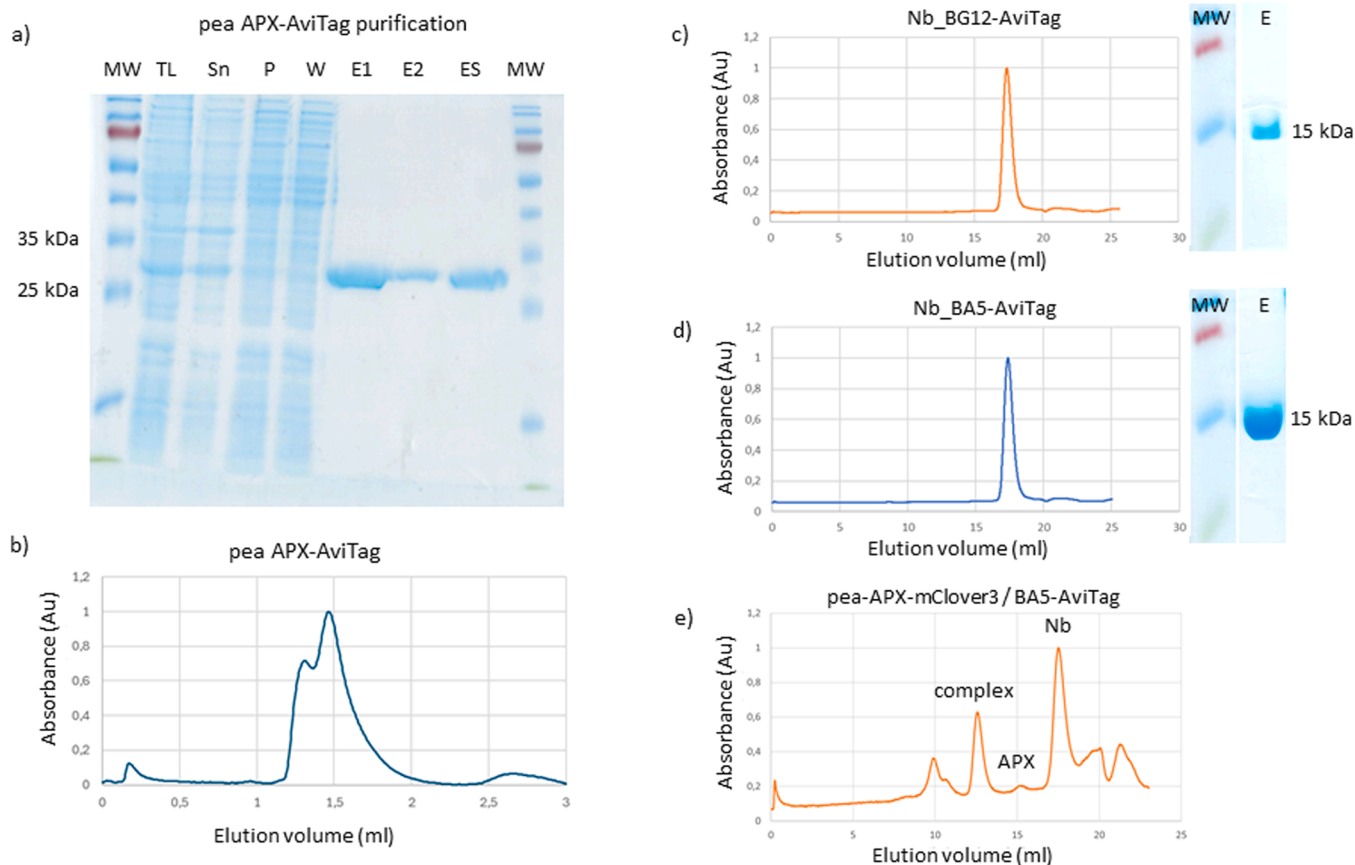 a)
pea APX-AviTag purification
MW TL Sn P W E1 E2 ES MW
35 kDa
25 kDa
b)
pea APX-AviTag
Absorbance (Au)
1,2
1
0,8
0,6
0,4
0,2
0
0 0,5 1 1,5 2 2,5 3
Elution volume (ml)
c)
Nb_BG12-AviTag
Absorbance (Au)
1,2
1
0,8
0,6
0,4
0,2
0
0 5 10 15 20 25 30
Elution volume (ml)
MW E
15 kDa
d)
Nb_BA5-AviTag
Absorbance (Au)
1,2
1
0,8
0,6
0,4
0,2
0
0 5 10 15 20 25 30
Elution volume (ml)
MW E
15 kDa
e)
pea-APX-mClover3 / BA5-AviTag
Absorbance (Au)
1,2
1
0,8
0,6
0,4
0,2
0
Nb
complex
APX
0 5 10 15 20 25
Elution volume (ml)